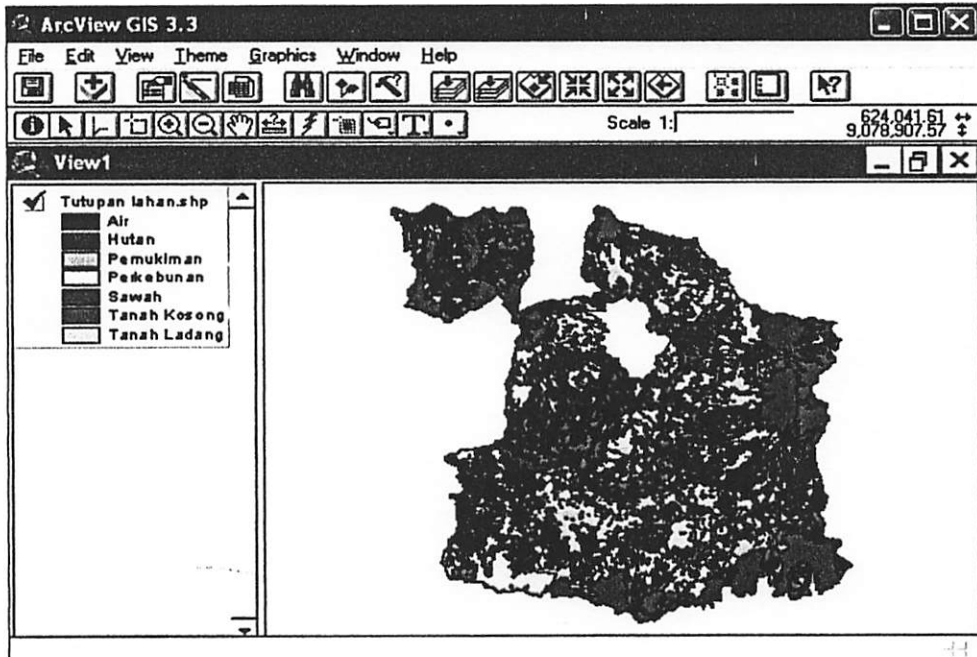 ArcView GIS 3.3
File Edit View Theme Graphics Window Help
Scale 1:
624,041.61
9,078,907.57
View1
Tutupan lahan.shp
Air
Hutan
Pemukiman
Perkebunan
Sawah
Tanah Kosong
Tanah Ladang